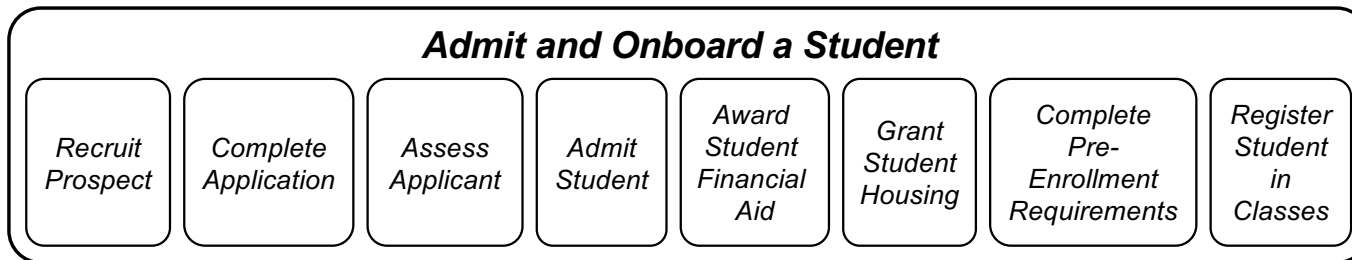 Admit and Onboard a Student
Recruit
Prospect
Complete
Application
Assess
Applicant
Admit
Student
Award
Student
Financial
Aid
Grant
Student
Housing
Complete
Pre-
Enrollment
Requirements
Register
Student
in
Classes